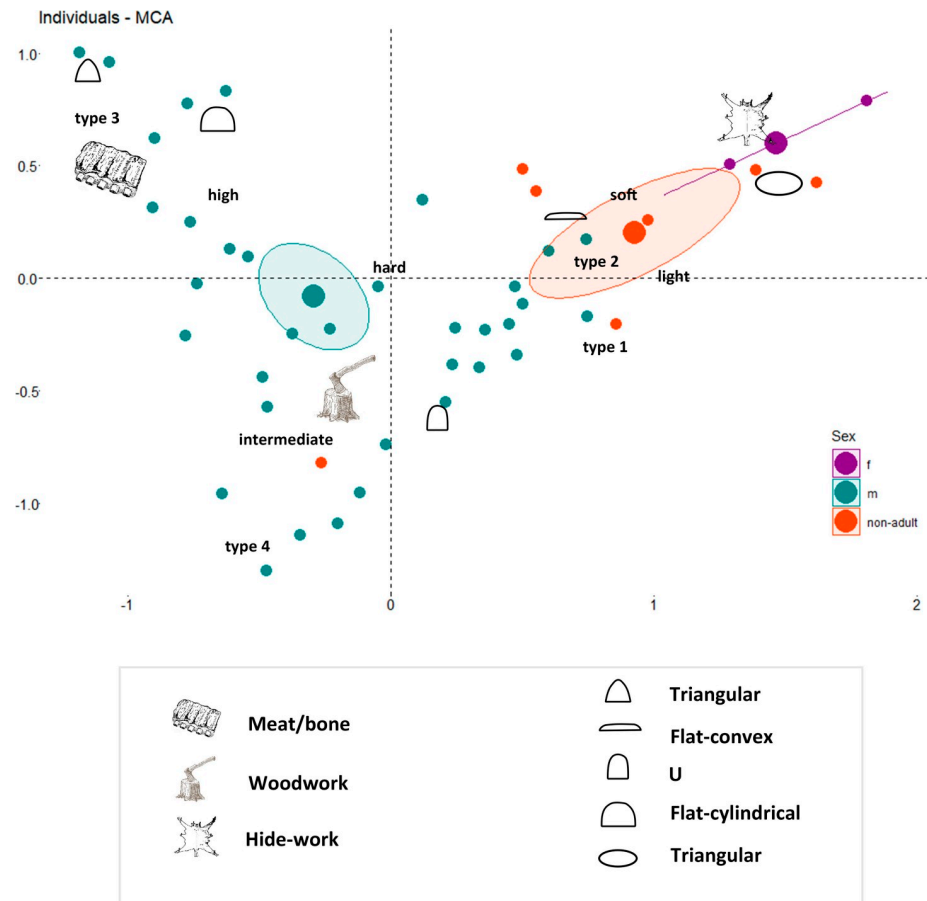 Individuals - MCA
1.0
type 3
0.5
high
soft
hard
0.0
type 2
light
type 1
-0.5
intermediate
Sex
f
m
non-adult
-1.0
type 4
-1
0
1
2
Meat/bone
Woodwork
Hide-work
Triangular
Flat-convex
U
Flat-cylindrical
Triangular